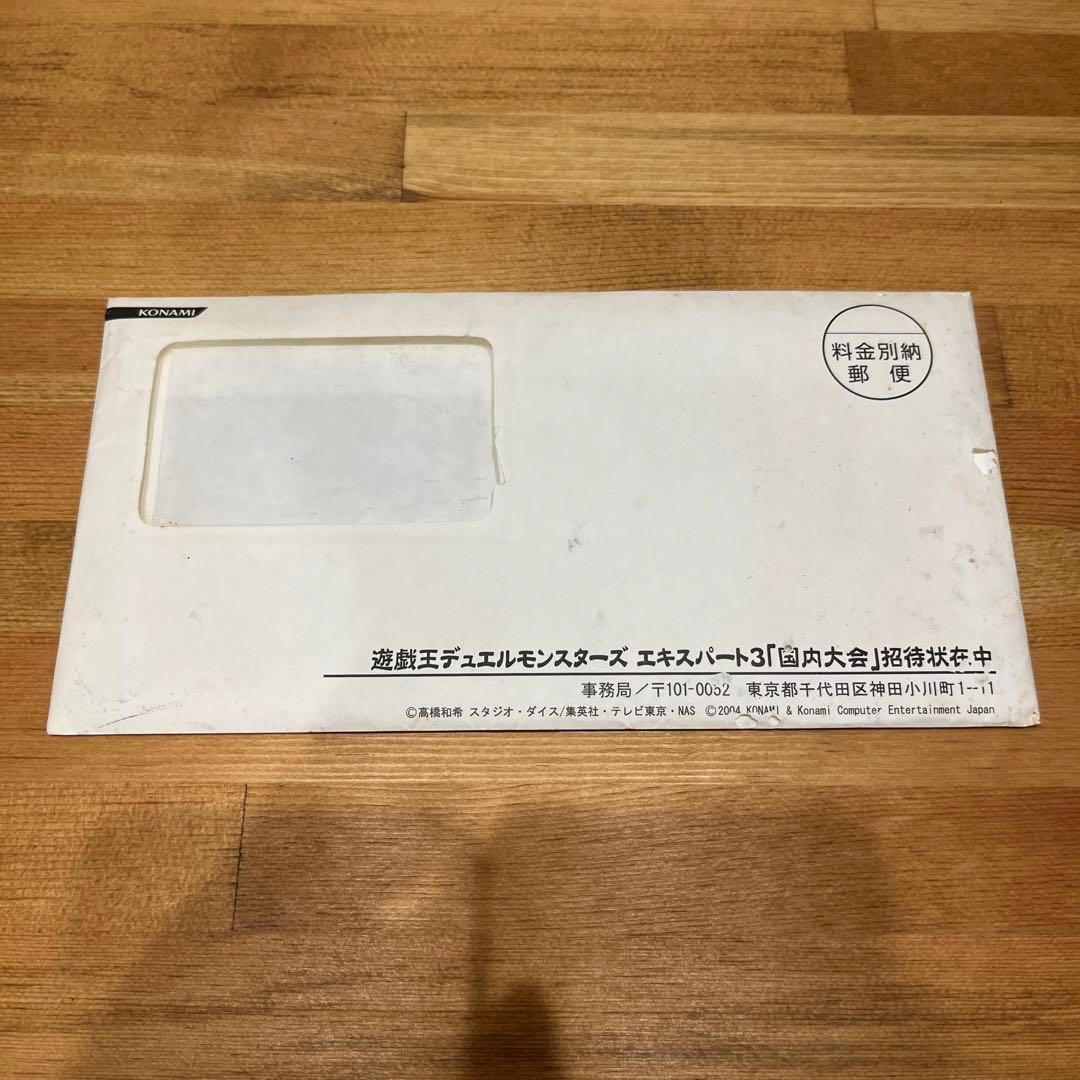 KONAMI
料金別納
郵便
遊戯王デュエルモンスターズ エキスパート3「国内大会」招待状在中
事務局/〒101-0052 東京都千代田区神田小川町1--11
©高橋和希 スタジオ・ダイス/集英社・テレビ東京・NAS ©2004 KONAMI & Konami Computer Entertainment Japan